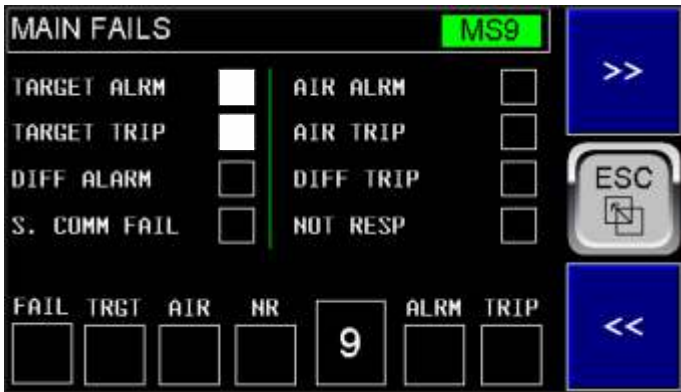 MAIN FAILS MS9
>>
TARGET ALRM AIR ALRM
TARGET TRIP AIR TRIP
DIFF ALARM DIFF TRIP
ESC
S. COMM FAIL NOT RESP
FAIL TRGT AIR NR ALRM TRIP
9
<<